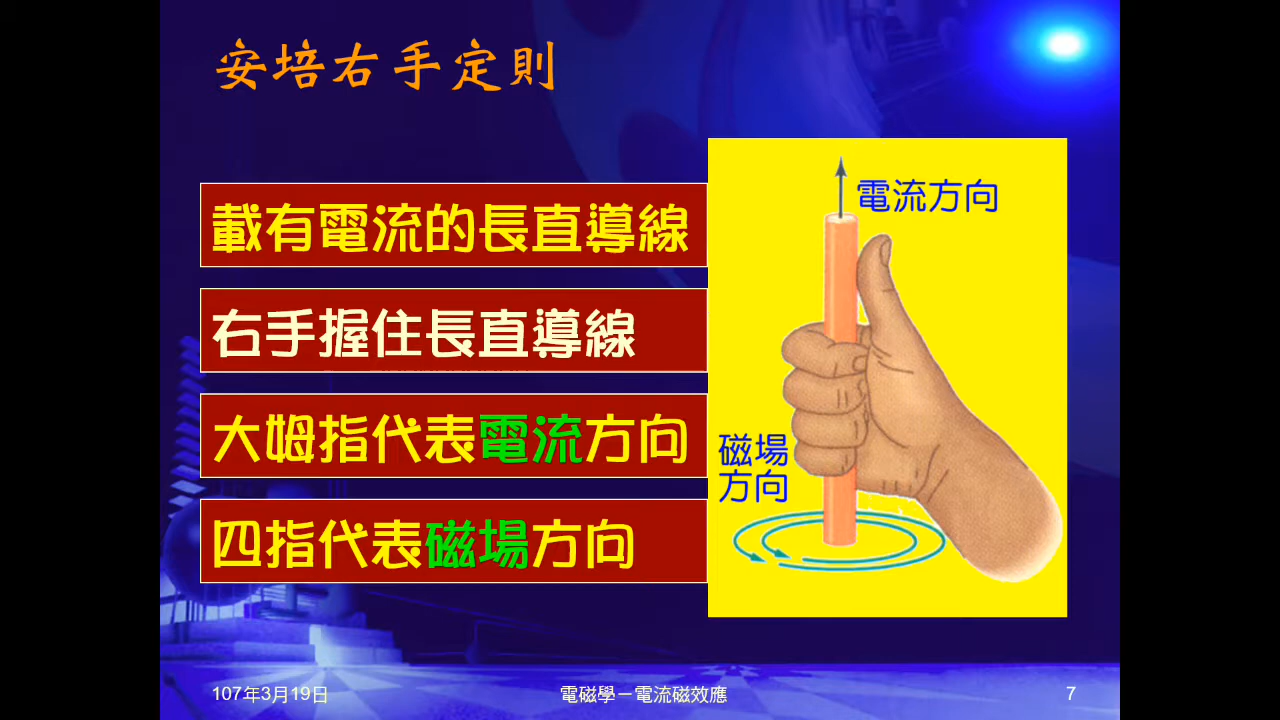 安培右手定則
載有電流的長直導線
右手握住長直導線
大姆指代表電流方向
四指代表磁場方向
電流方向
磁場
方向
107年3月19日
電磁學－電流磁效應
7